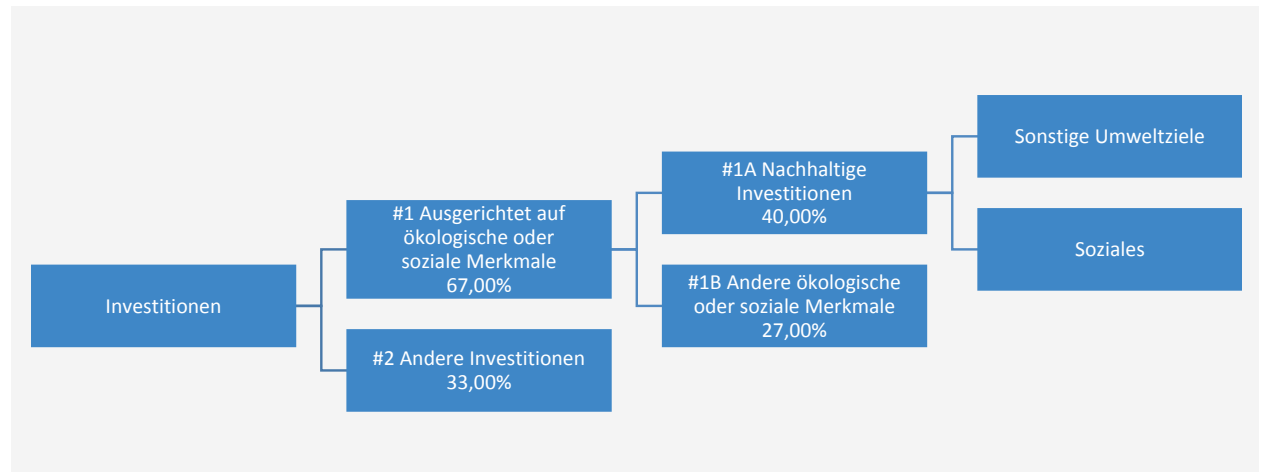 Investitionen
#1 Ausgerichtet auf
ökologische oder
soziale Merkmale
67,00%
#2 Andere Investitionen
33,00%
#1A Nachhaltige
Investitionen
40,00%
#1B Andere ökologische
oder soziale Merkmale
27,00%
Sonstige Umweltziele
Soziales